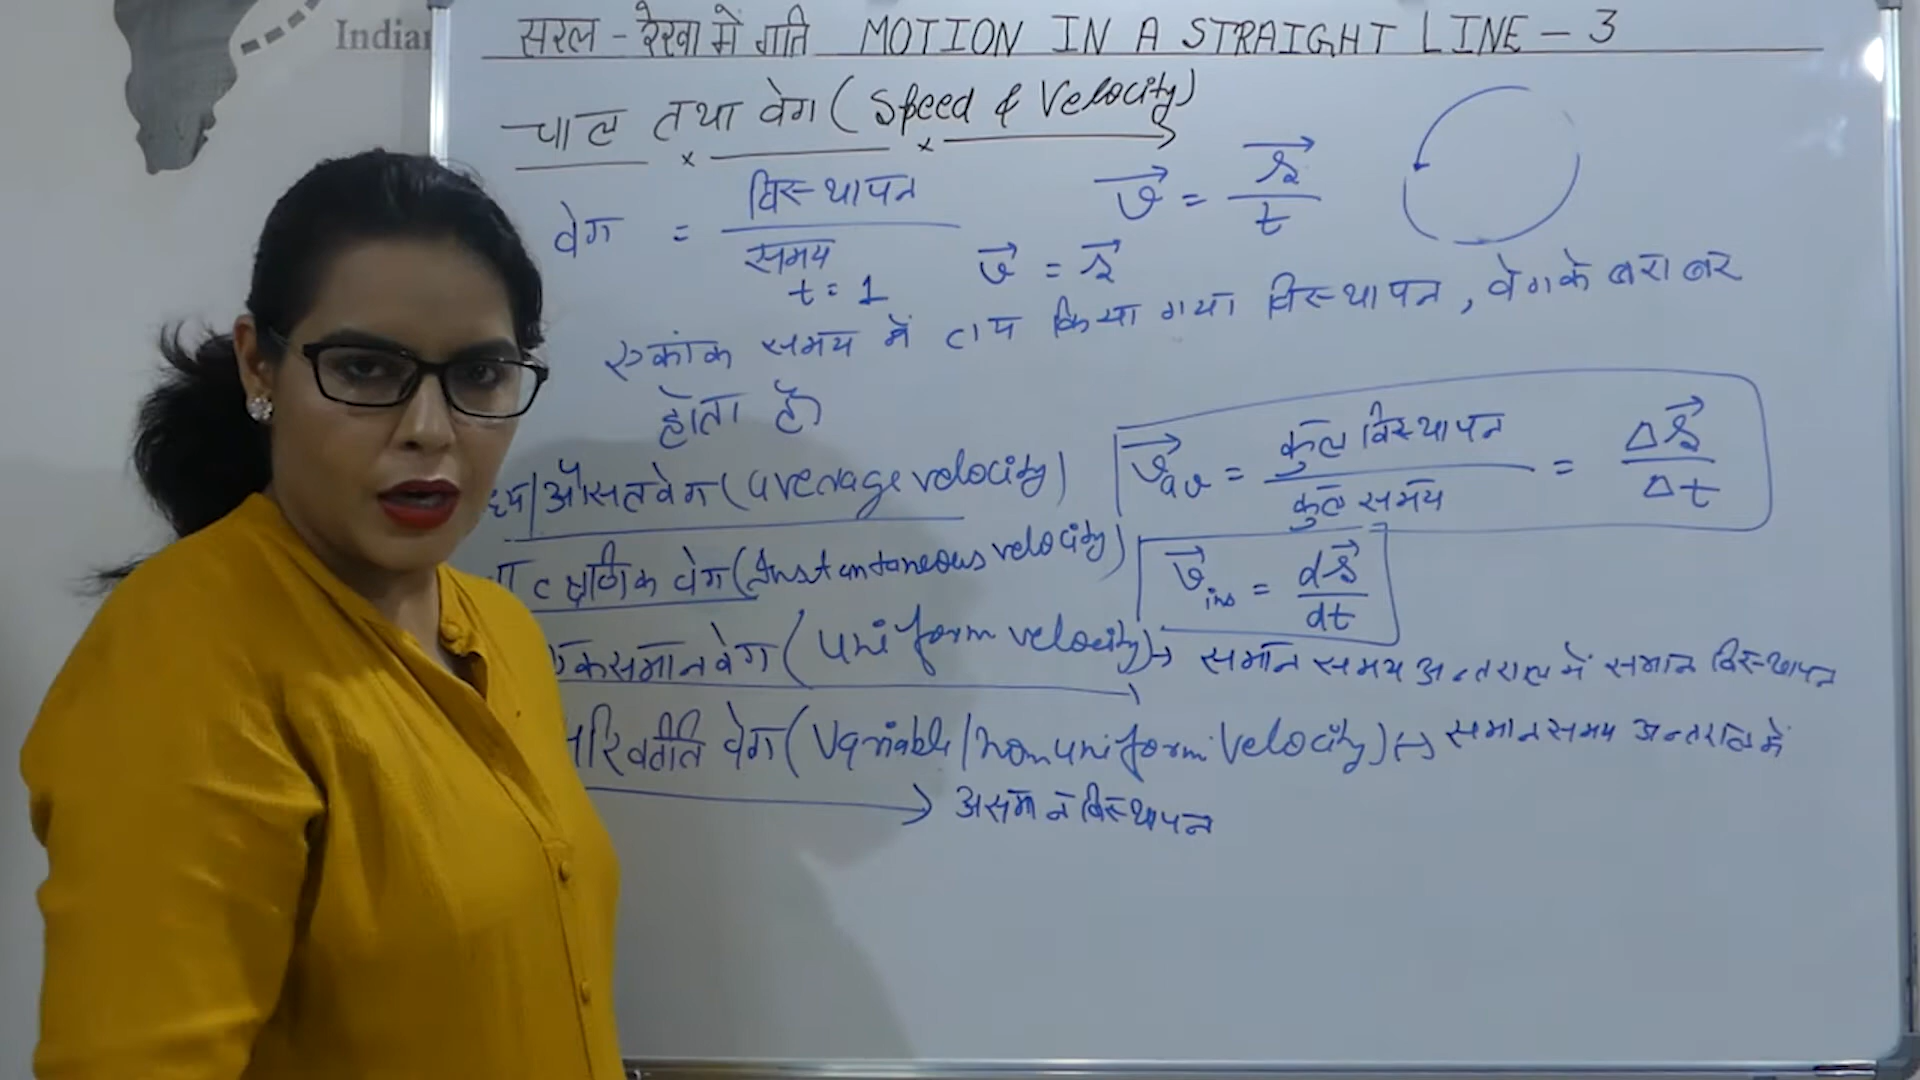 Indian
सरल - रेखा में गति MOTION IN A STRAIGHT LINE - 3
चाल तथा वेग ( Speed & Velocity)
वेग = विस्थापन / समय
v⃗ = s⃗ / t
t = 1 v⃗ = s⃗
एकांक समय में तय किया गया विस्थापन, वेग के बराबर
होता है
औसत वेग (average velocity) v⃗av = कुल विस्थापन / कुल समय = Δs⃗ / Δt
तात्क्षणिक वेग (Instantaneous velocity) v⃗ins = ds⃗ / dt
एकसमान वेग ( uniform velocity) → समान समय अन्तराल में समान विस्थापन
परिवर्तित वेग ( Variable / non uniform Velocity) → समान समय अन्तराल में
→ असमान विस्थापन